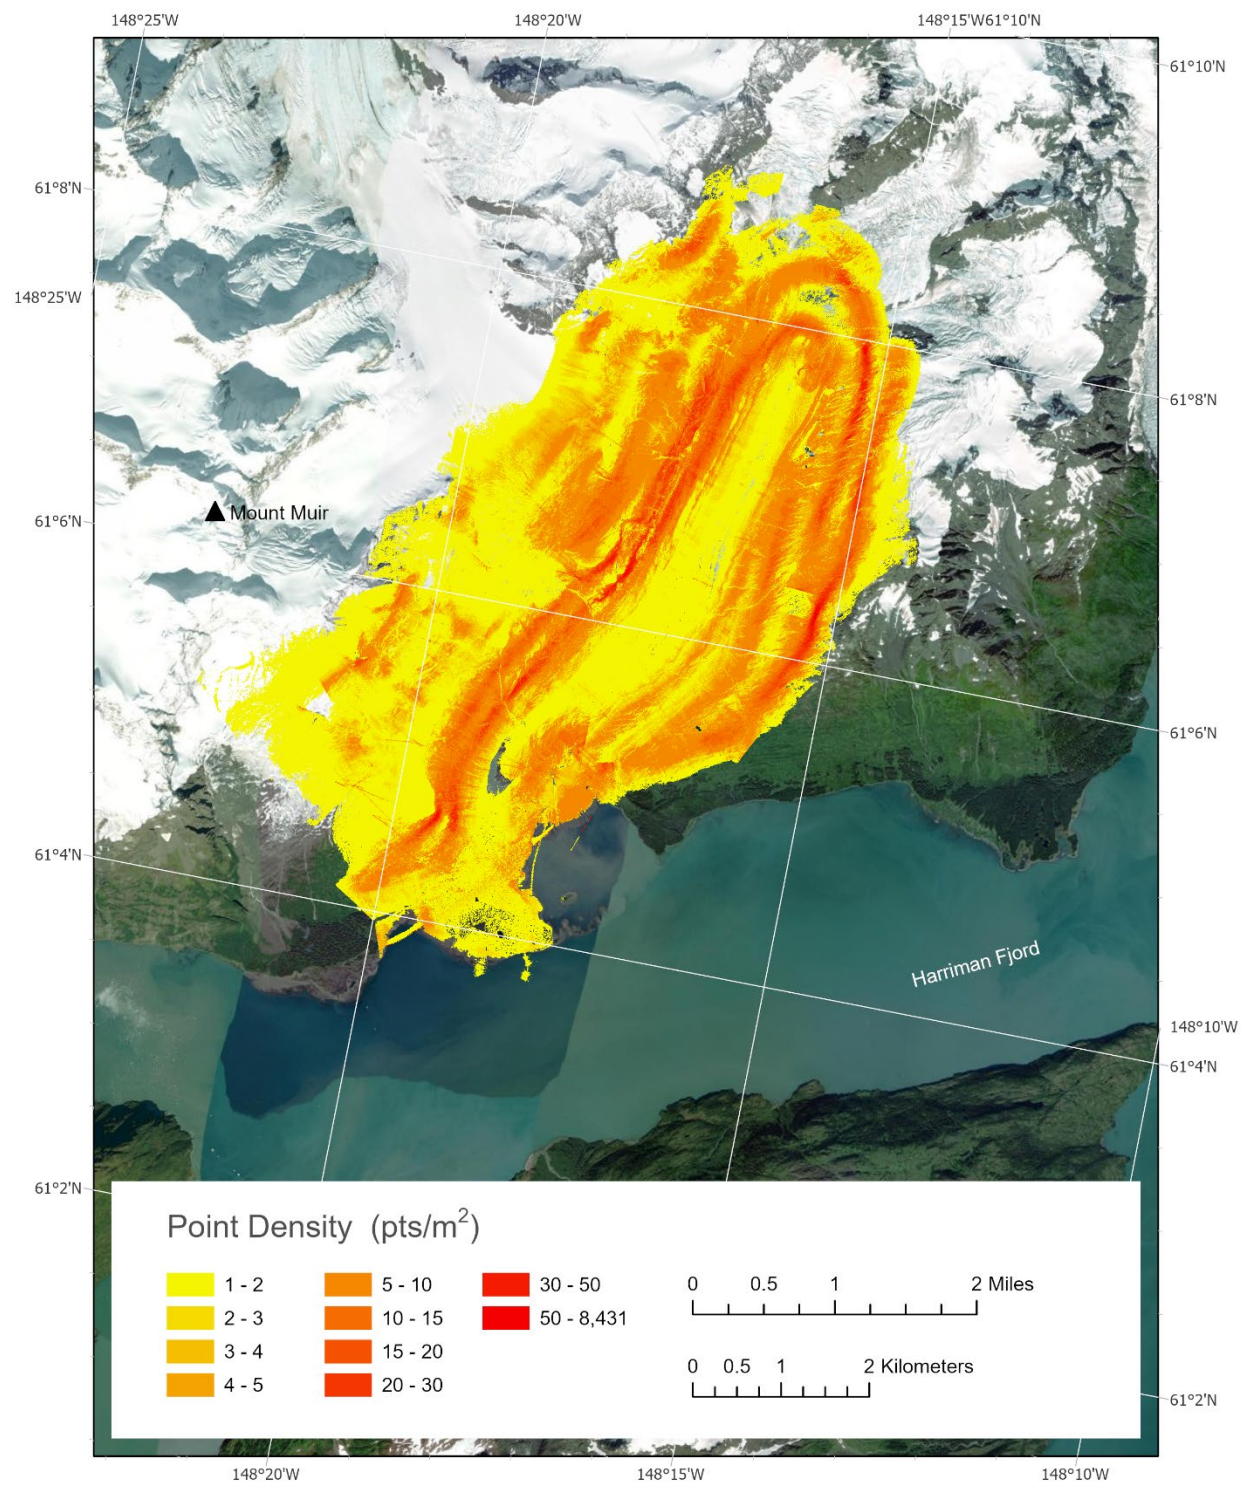 148°25'W 148°20'W 148°15'W61°10'N
61°10'N
61°8'N
148°25'W
61°8'N
61°6'N
Mount Muir
61°6'N
61°4'N
Harriman Fjord
148°10'W
61°4'N
61°2'N
Point Density (pts/m²)
1 - 2 5 - 10 30 - 50
2 - 3 10 - 15 50 - 8,431
3 - 4 15 - 20
4 - 5 20 - 30
0 0.5 1 2 Miles
0 0.5 1 2 Kilometers
61°2'N
148°20'W 148°15'W 148°10'W